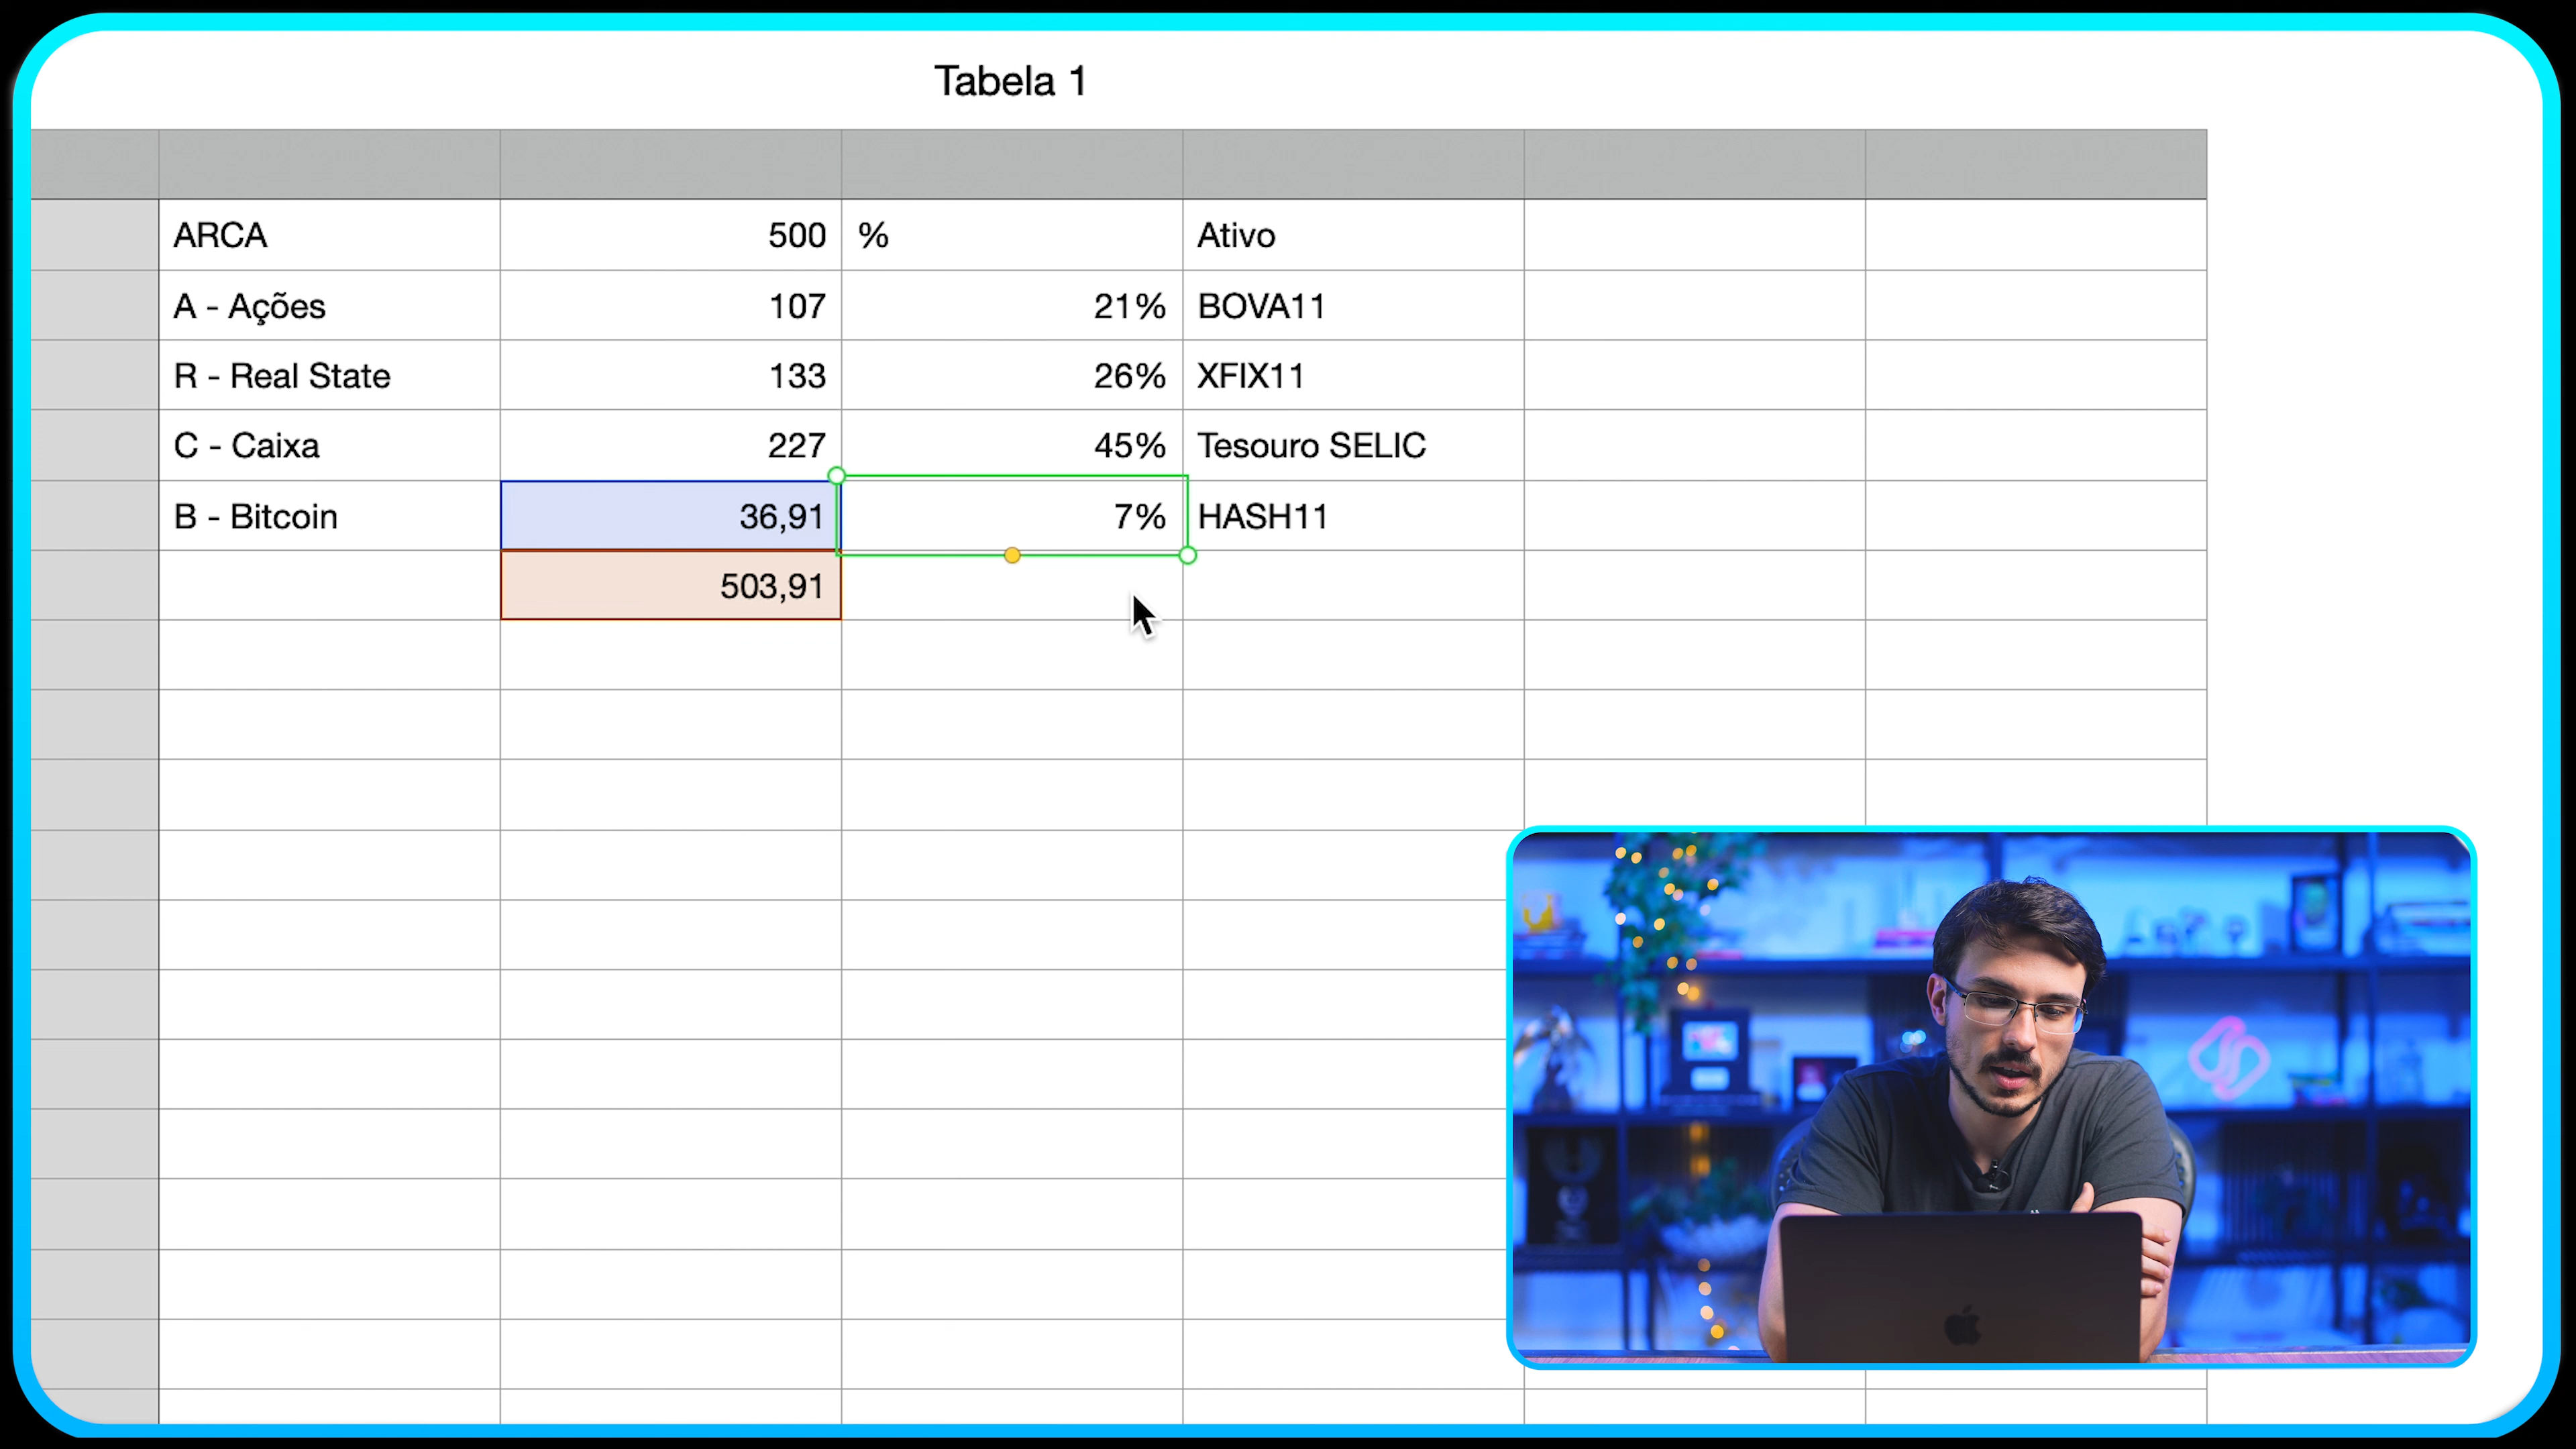 Tabela 1
ARCA 500 % Ativo
A - Ações 107 21% BOVA11
R - Real State 133 26% XFIX11
C - Caixa 227 45% Tesouro SELIC
B - Bitcoin 36,91 7% HASH11
503,91